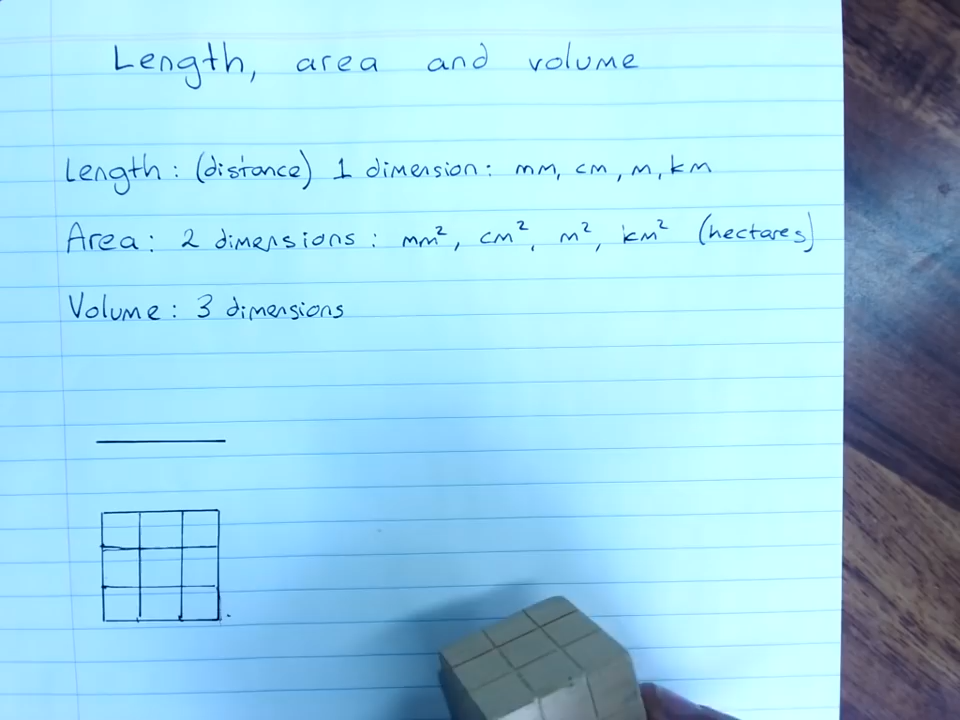 Length, area and volume
Length: (distance) 1 dimension: mm, cm, m, km
Area: 2 dimensions: mm², cm², m², km² (hectares)
Volume: 3 dimensions